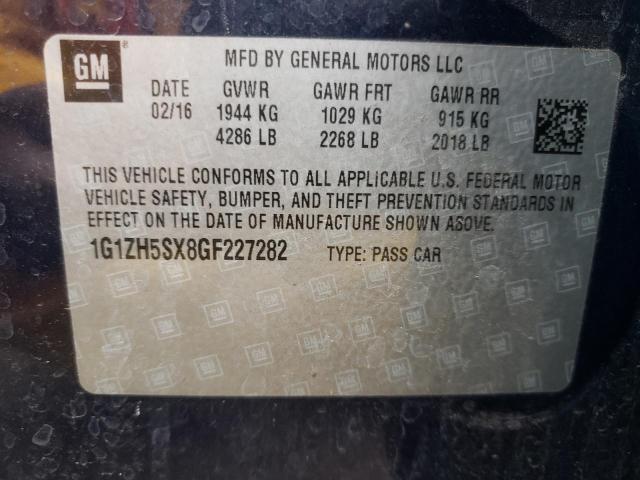 GM ®
MFD BY GENERAL MOTORS LLC
DATE GVWR GAWR FRT GAWR RR
02/16 1944 KG 1029 KG 915 KG
4286 LB 2268 LB 2018 LB
THIS VEHICLE CONFORMS TO ALL APPLICABLE U.S. FEDERAL MOTOR
VEHICLE SAFETY, BUMPER, AND THEFT PREVENTION STANDARDS IN
EFFECT ON THE DATE OF MANUFACTURE SHOWN ABOVE.
1G1ZH5SX8GF227282 TYPE: PASS CAR